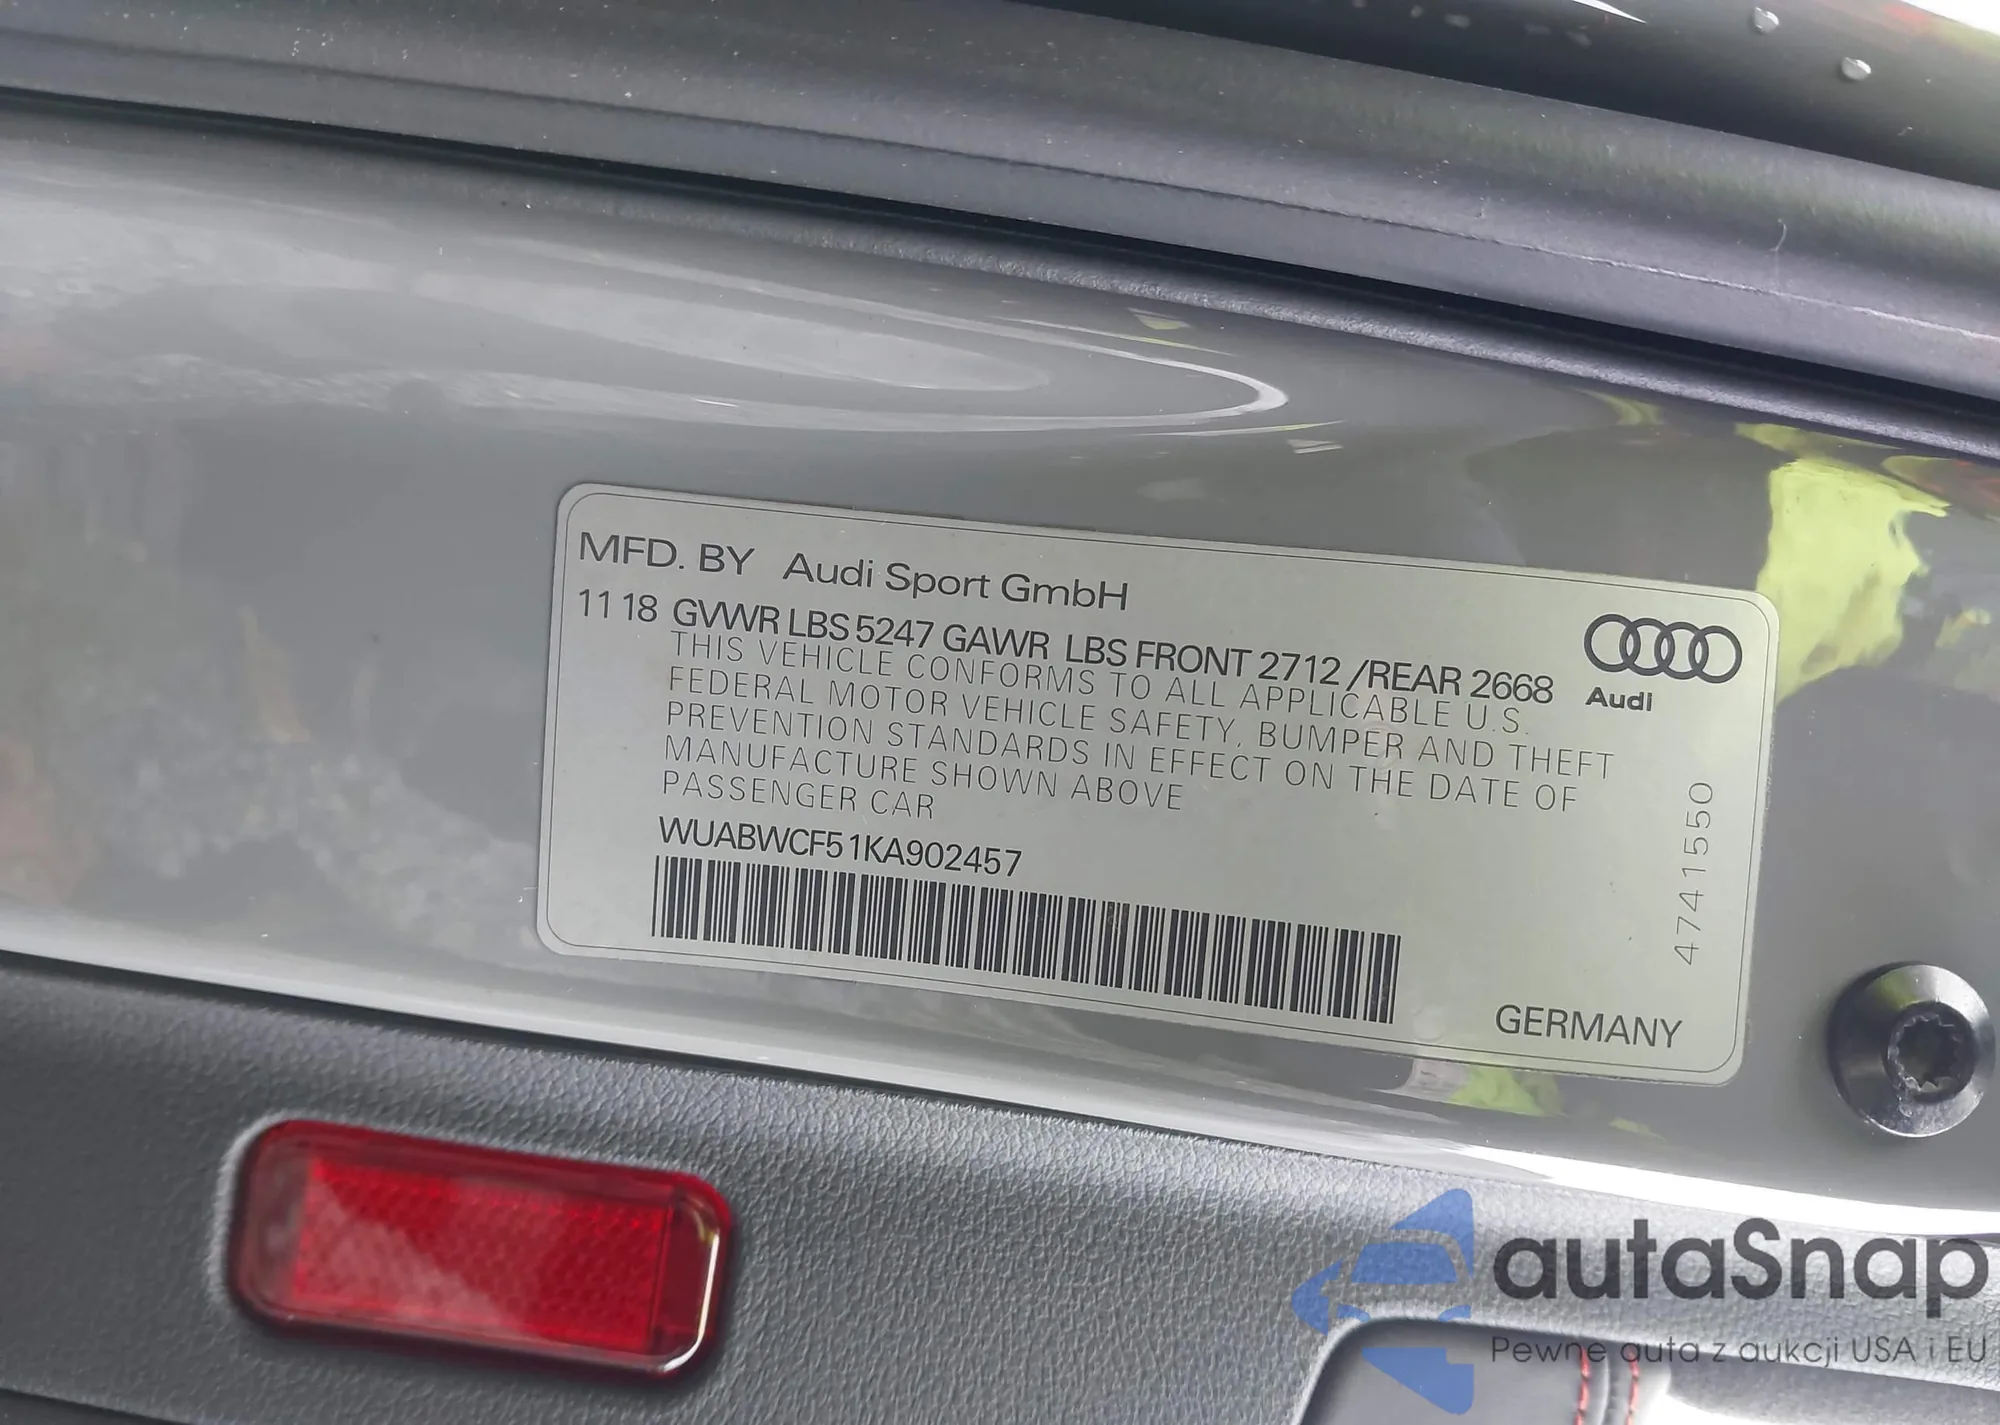 MFD. BY Audi Sport GmbH
11 18 GVWR LBS 5247 GAWR LBS FRONT 2712 /REAR 2668
THIS VEHICLE CONFORMS TO ALL APPLICABLE U.S.
FEDERAL MOTOR VEHICLE SAFETY, BUMPER AND THEFT
PREVENTION STANDARDS IN EFFECT ON THE DATE OF
MANUFACTURE SHOWN ABOVE
PASSENGER CAR
WUABWCF51KA902457
Audi
4741550
GERMANY
autaSnap
Pewne auta z aukcji USA i EU